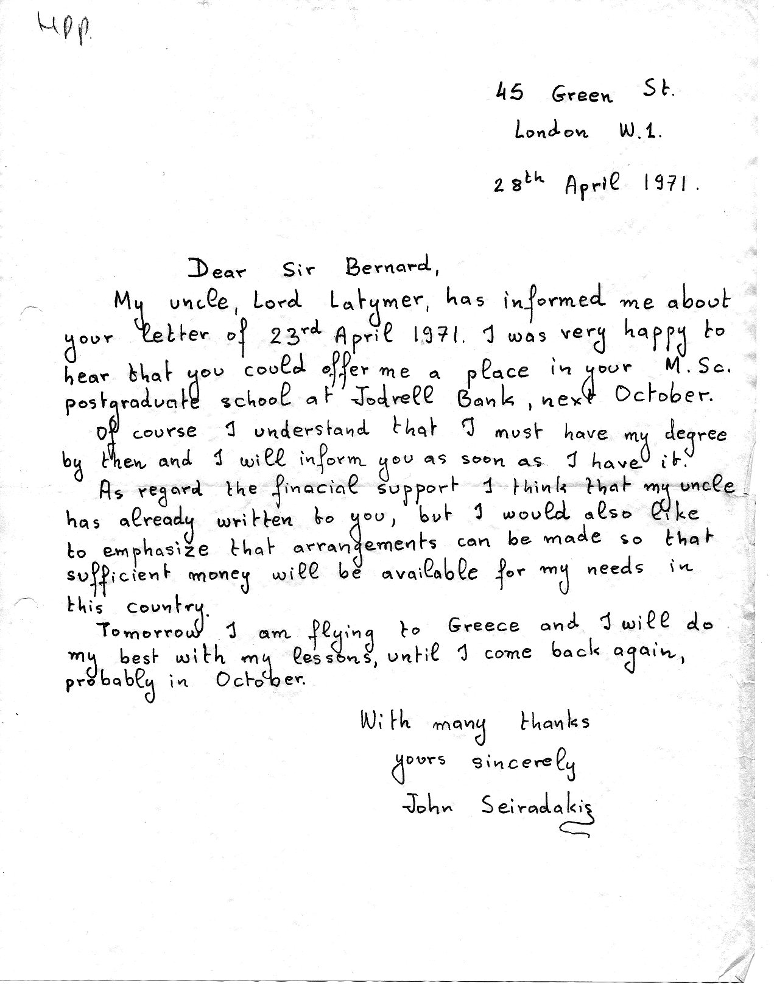 HPP.
45 Green St.
London W.1.
28th April 1971.
Dear Sir Bernard,
My uncle, Lord Latymer, has informed me about
your letter of 23rd April 1971. I was very happy to
hear that you could offer me a place in your M.Sc.
postgraduate school at Jodrell Bank, next October.
Of course I understand that I must have my degree
by then and I will inform you as soon as I have it.
As regard the finacial support I think that my uncle
has already written to you, but I would also like
to emphasize that arrangements can be made so that
sufficient money will be available for my needs in
this country.
Tomorrow I am flying to Greece and I will do
my best with my lessons, until I come back again,
probably in October.
With many thanks
yours sincerely
John Seiradakis